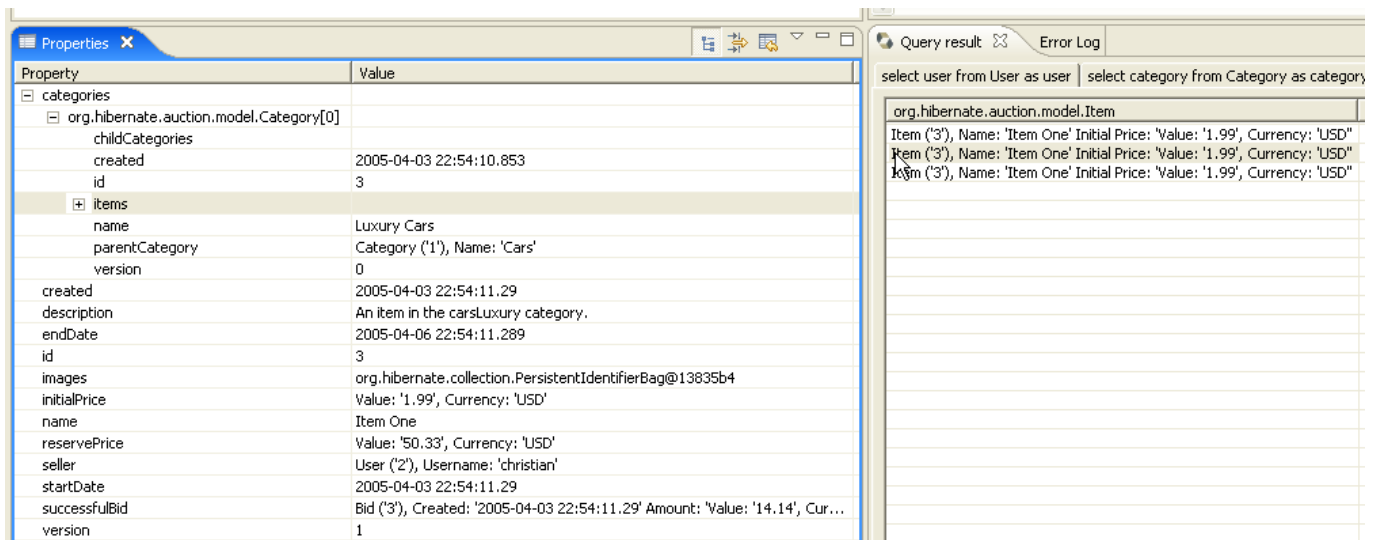 Properties
Property Value
categories
org.hibernate.auction.model.Category[0]
childCategories
created 2005-04-03 22:54:10.853
id 3
items
name Luxury Cars
parentCategory Category ('1'), Name: 'Cars'
version 0
created 2005-04-03 22:54:11.29
description An item in the carsLuxury category.
endDate 2005-04-06 22:54:11.289
id 3
images org.hibernate.collection.PersistentIdentifierBag@13835b4
initialPrice Value: '1.99', Currency: 'USD'
name Item One
reservePrice Value: '50.33', Currency: 'USD'
seller User ('2'), Username: 'christian'
startDate 2005-04-03 22:54:11.29
successfulBid Bid ('3'), Created: '2005-04-03 22:54:11.29' Amount: 'Value: '14.14', Cur...
version 1
Query result Error Log
select user from User as user select category from Category as category
org.hibernate.auction.model.Item
Item ('3'), Name: 'Item One' Initial Price: 'Value: '1.99', Currency: 'USD''
Item ('3'), Name: 'Item One' Initial Price: 'Value: '1.99', Currency: 'USD''
Item ('3'), Name: 'Item One' Initial Price: 'Value: '1.99', Currency: 'USD''